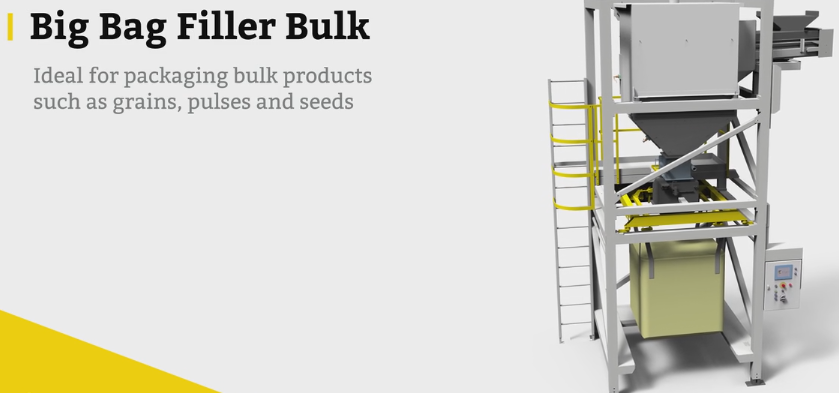 Big Bag Filler Bulk
Ideal for packaging bulk products
such as grains, pulses and seeds